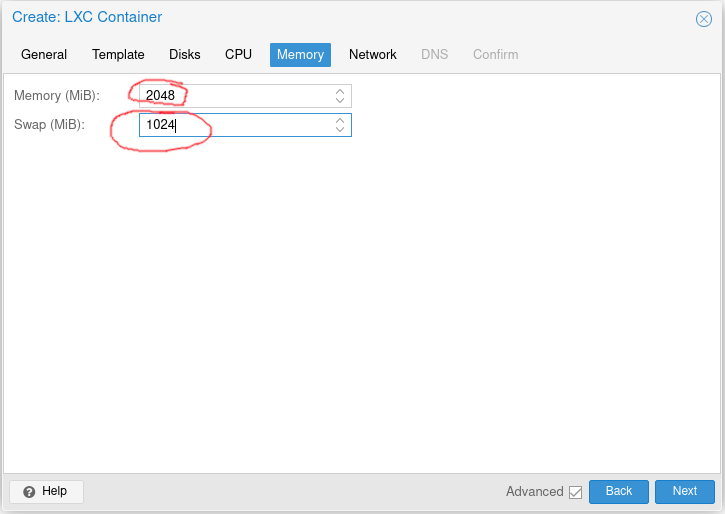 Create: LXC Container
General Template Disks CPU Memory Network DNS Confirm
Memory (MiB): 2048
Swap (MiB): 1024
Help Advanced Back Next